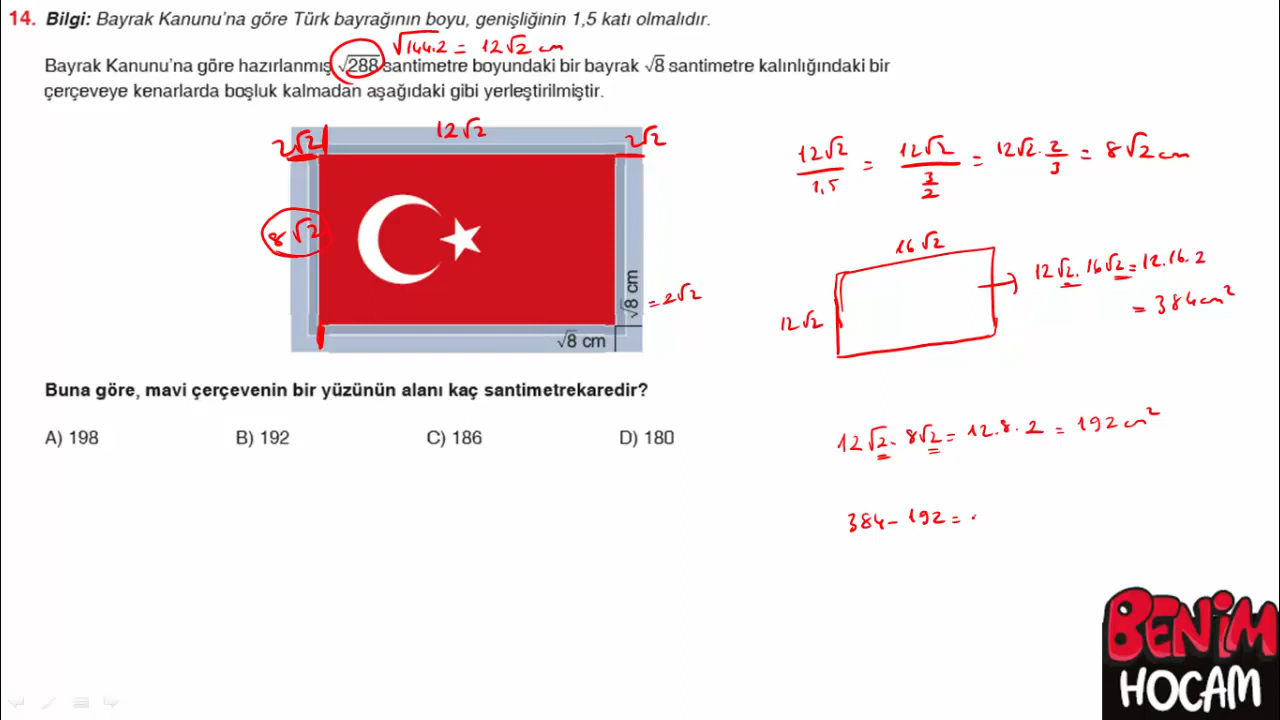 14. Bilgi: Bayrak Kanunu'na göre Türk bayrağının boyu, genişliğinin 1,5 katı olmalıdır.
√144.2 = 12√2 cm
Bayrak Kanunu'na göre hazırlanmış √288 santimetre boyundaki bir bayrak √8 santimetre kalınlığındaki bir
çerçeveye kenarlarda boşluk kalmadan aşağıdaki gibi yerleştirilmiştir.
2√2 12√2 2√2
8√2
√8 cm = 2√2
√8 cm
12√2/1,5 = 12√2/(3/2) = 12√2 . 2/3 = 8√2 cm
16√2
12√2
12√2 . 16√2 = 12.16.2
= 384 cm²
Buna göre, mavi çerçevenin bir yüzünün alanı kaç santimetrekaredir?
A) 198 B) 192 C) 186 D) 180
12√2 . 8√2 = 12.8.2 = 192 cm²
384 - 192 =
BENİM
HOCAM